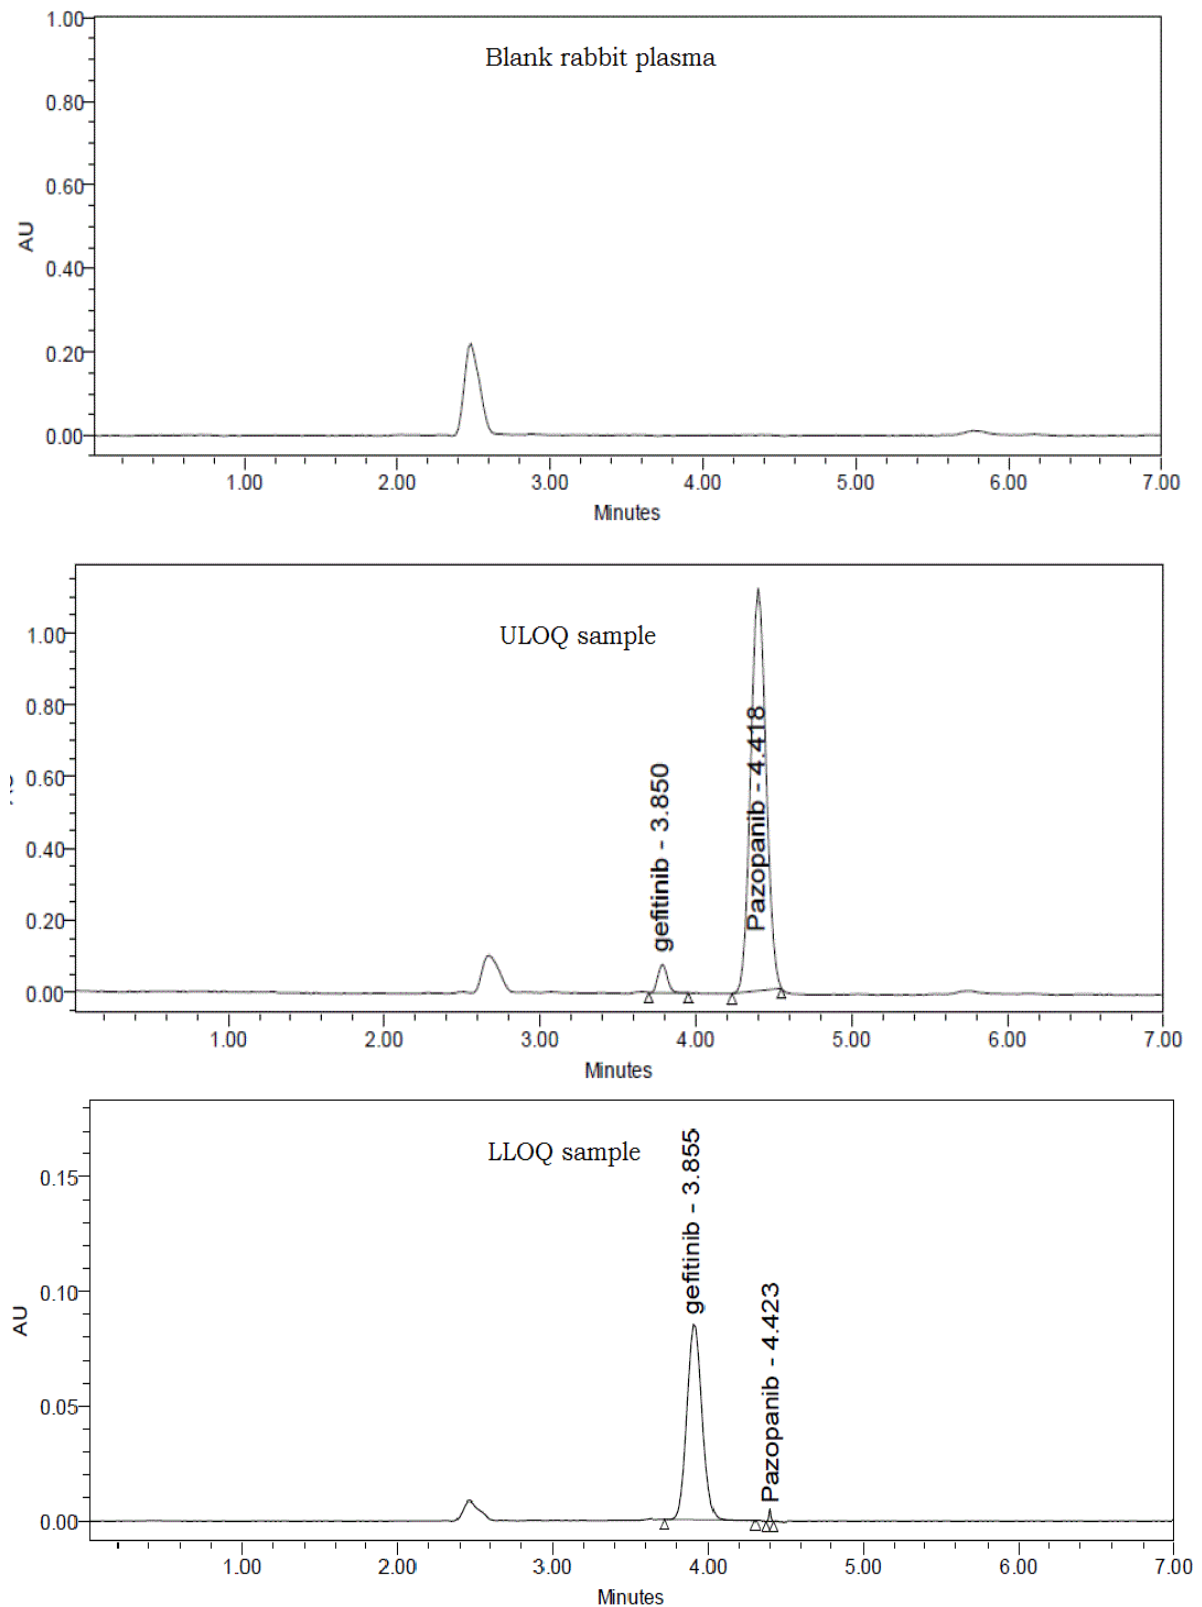 1.00
Blank rabbit plasma
0.80
0.60
AU
0.40
0.20
0.00
1.00 2.00 3.00 4.00 5.00 6.00 7.00
Minutes
ULOQ sample
1.00
0.80
0.60
0.40
0.20
0.00
gefitinib - 3.850
Pazopanib - 4.418
1.00 2.00 3.00 4.00 5.00 6.00 7.00
Minutes
LLOQ sample
0.15
0.10
AU
0.05
0.00
gefitinib - 3.855
Pazopanib - 4.423
1.00 2.00 3.00 4.00 5.00 6.00 7.00
Minutes